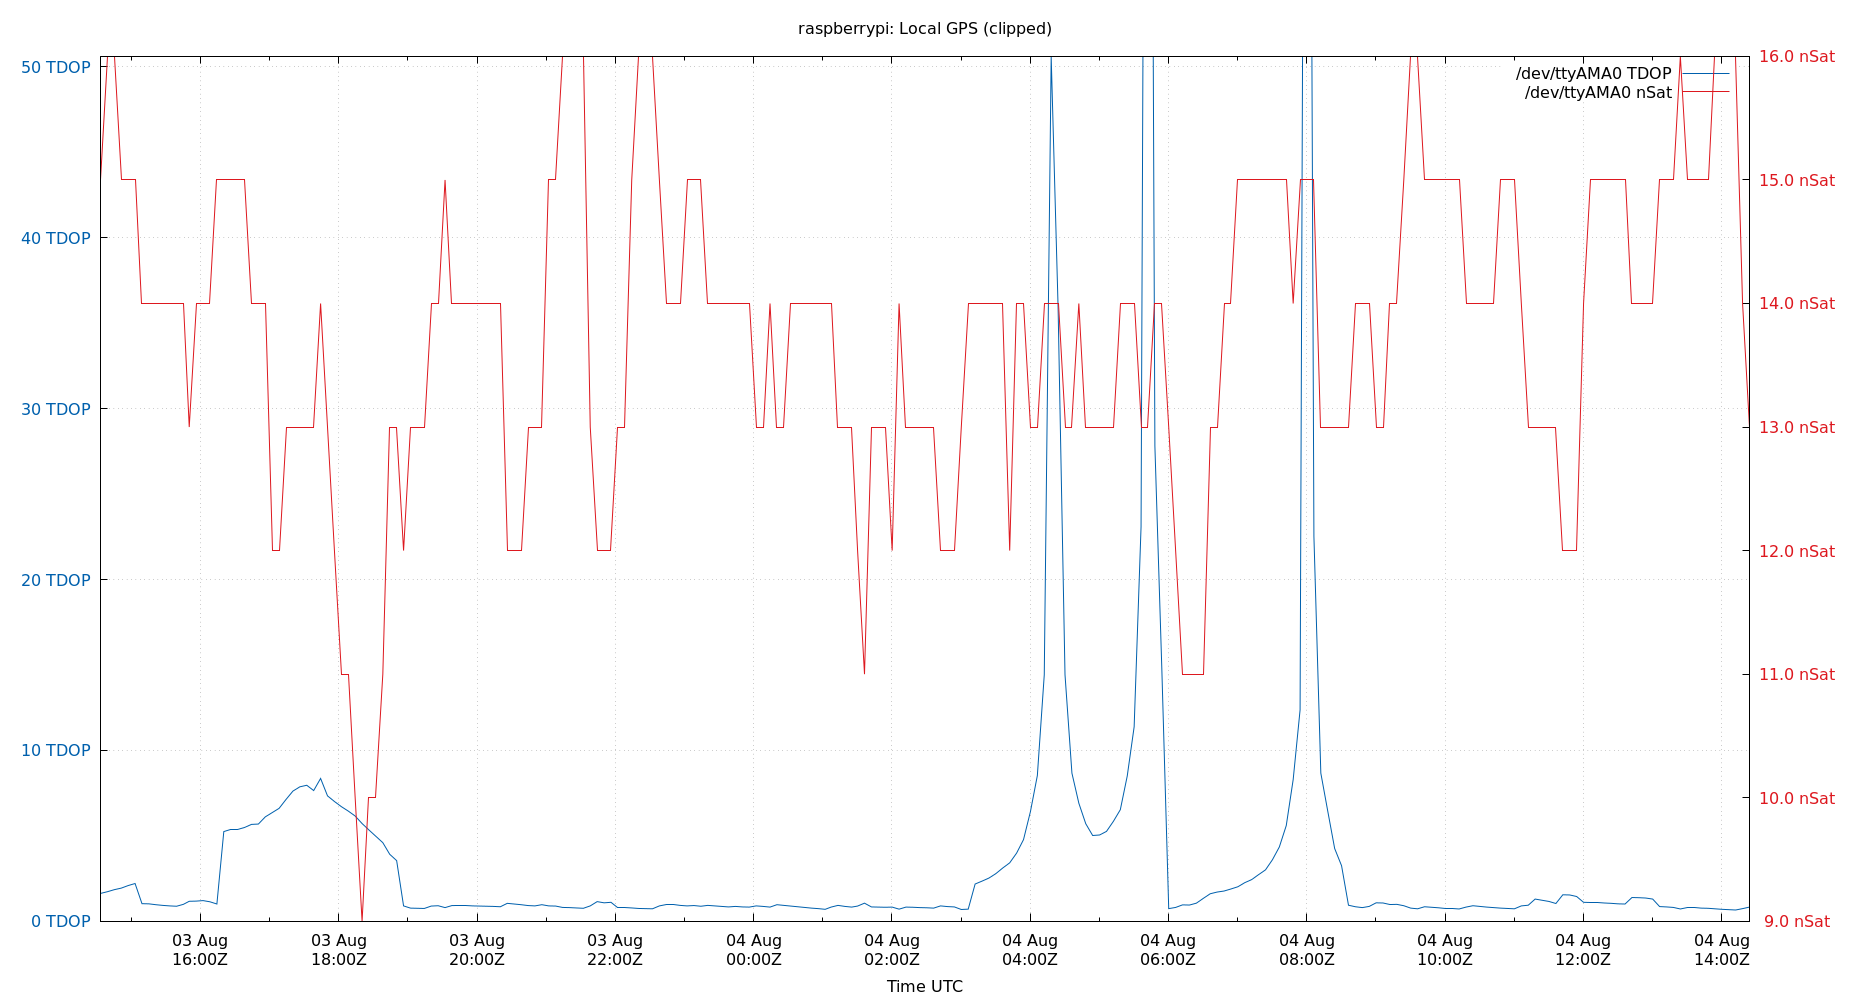 raspberrypi: Local GPS (clipped)
50 TDOP
40 TDOP
30 TDOP
20 TDOP
10 TDOP
0 TDOP
/dev/ttyAMA0 TDOP
/dev/ttyAMA0 nSat
16.0 nSat
15.0 nSat
14.0 nSat
13.0 nSat
12.0 nSat
11.0 nSat
10.0 nSat
9.0 nSat
03 Aug 03 Aug 03 Aug 03 Aug 04 Aug 04 Aug 04 Aug 04 Aug 04 Aug 04 Aug 04 Aug 04 Aug
16:00Z 18:00Z 20:00Z 22:00Z 00:00Z 02:00Z 04:00Z 06:00Z 08:00Z 10:00Z 12:00Z 14:00Z
Time UTC